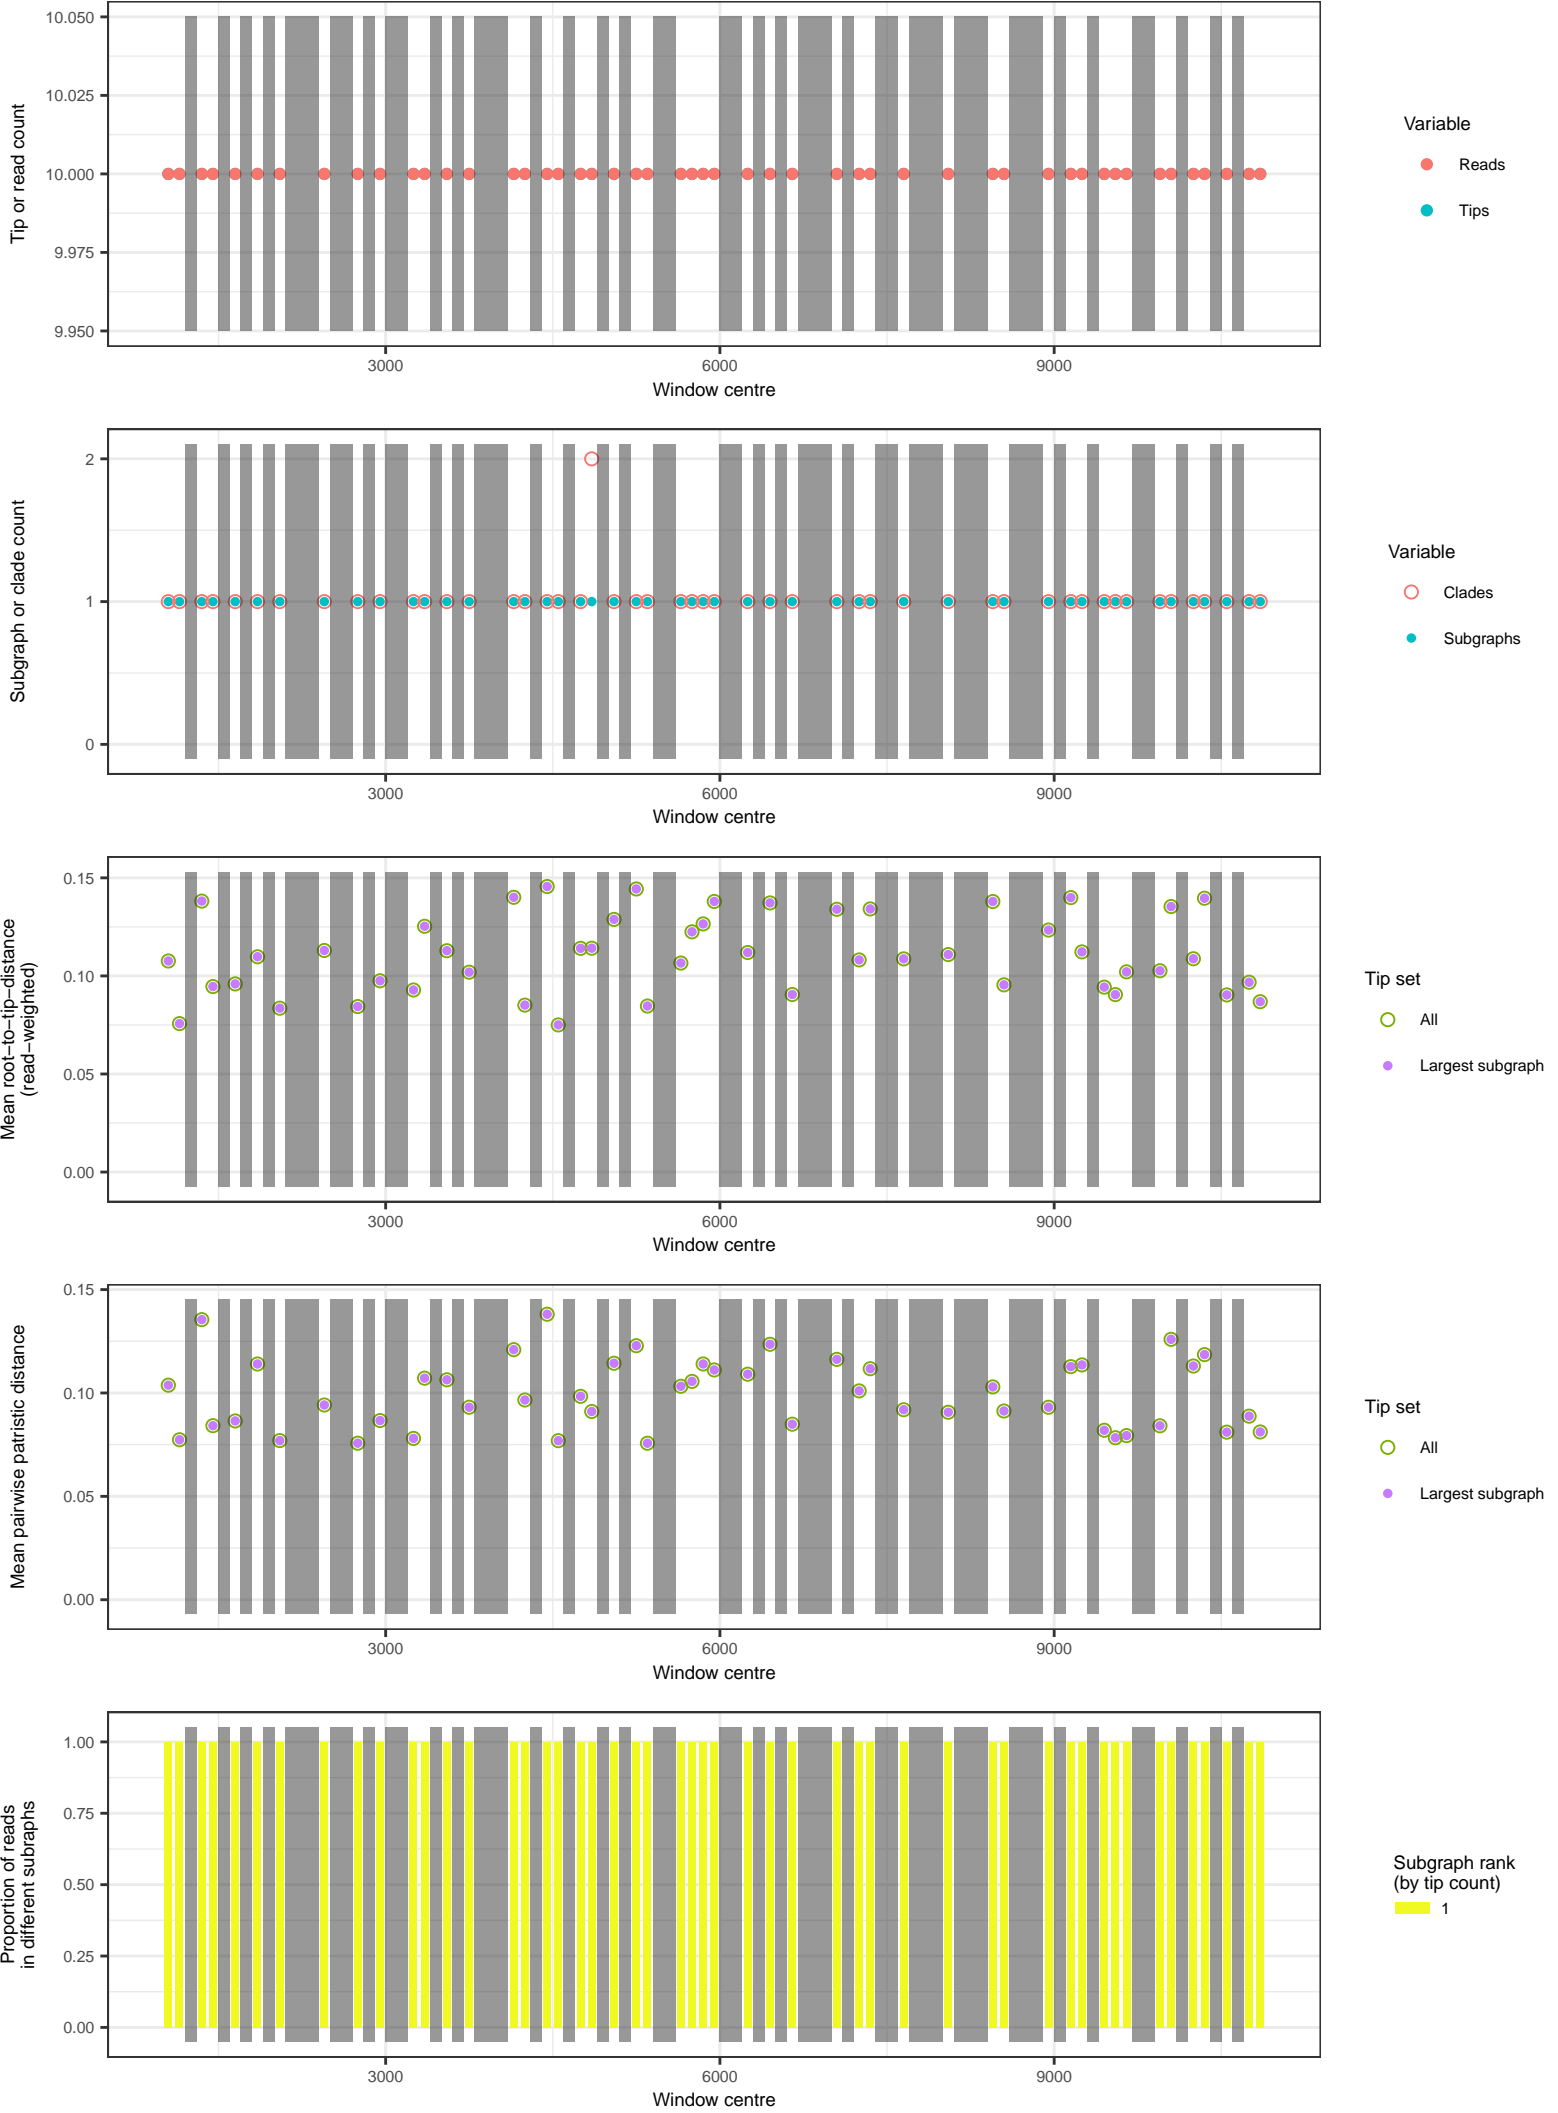 10.050
10.025
10.000
9.975
9.950
Tip or read count
3000
6000
9000
Window centre
Variable
Reads
Tips
2
1
0
Subgraph or clade count
3000
6000
9000
Window centre
Variable
Clades
Subgraphs
0.15
0.10
0.05
0.00
Mean root−to−tip−distance
(read−weighted)
3000
6000
9000
Window centre
Tip set
All
Largest subgraph
0.15
0.10
0.05
0.00
Mean pairwise patristic distance
3000
6000
9000
Window centre
Tip set
All
Largest subgraph
1.00
0.75
0.50
0.25
0.00
Proportion of reads
in different subraphs
3000
6000
9000
Window centre
Subgraph rank
(by tip count)
1